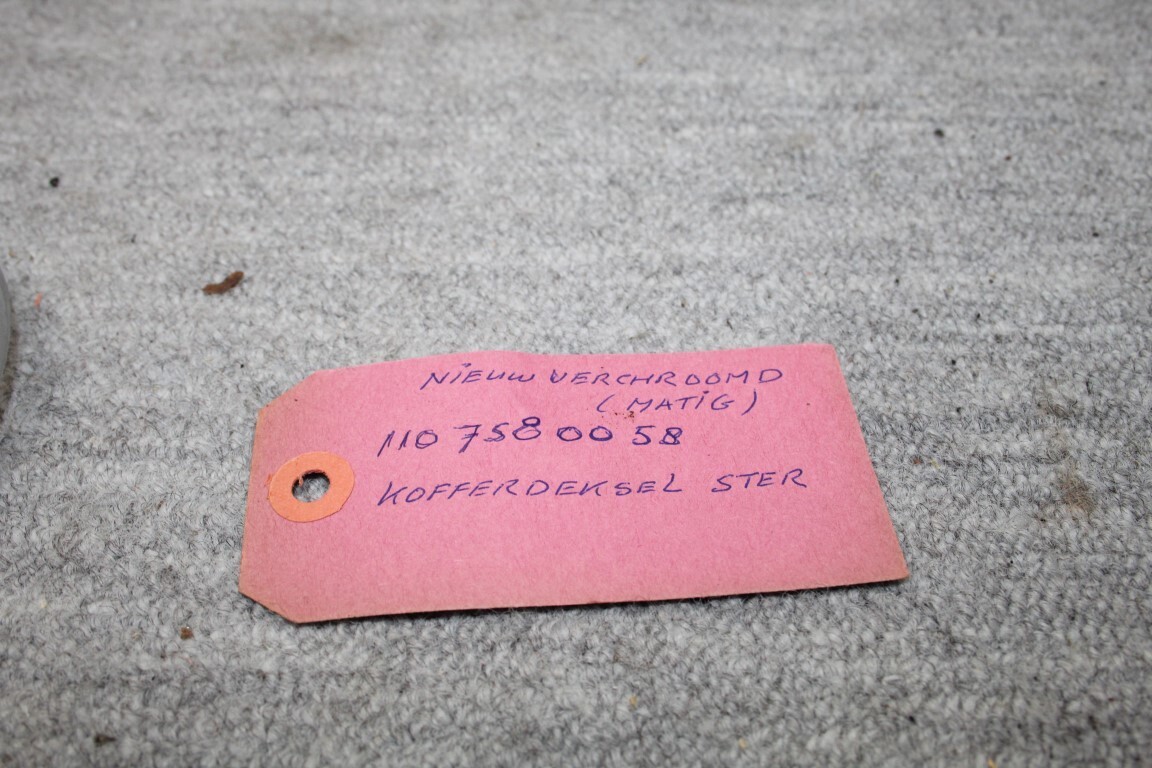 NIEUW VERCHROOMD
(MATIG)
110 758 00 58
KOFFERDEKSEL STER